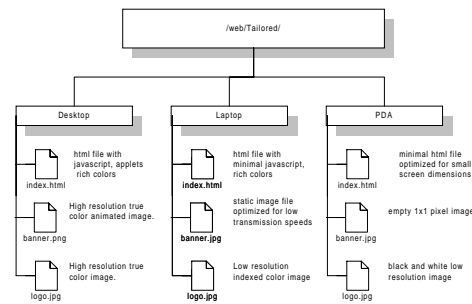 /web/Tailored/
Desktop
Laptop
PDA
html file with
javascript, applets
rich colors
index.html
High resolution true
color animated image.
banner.png
High resolution true
color image.
logo.jpg
html file with
minimal javascript,
rich colors
index.html
static image file
optimized for low
transmission speeds
banner.jpg
Low resolution
indexed color image
logo.jpg
minimal html file
optimized for small
screen dimensions
index.html
empty 1x1 pixel image
banner.jpg
black and white low
resolution image
logo.jpg